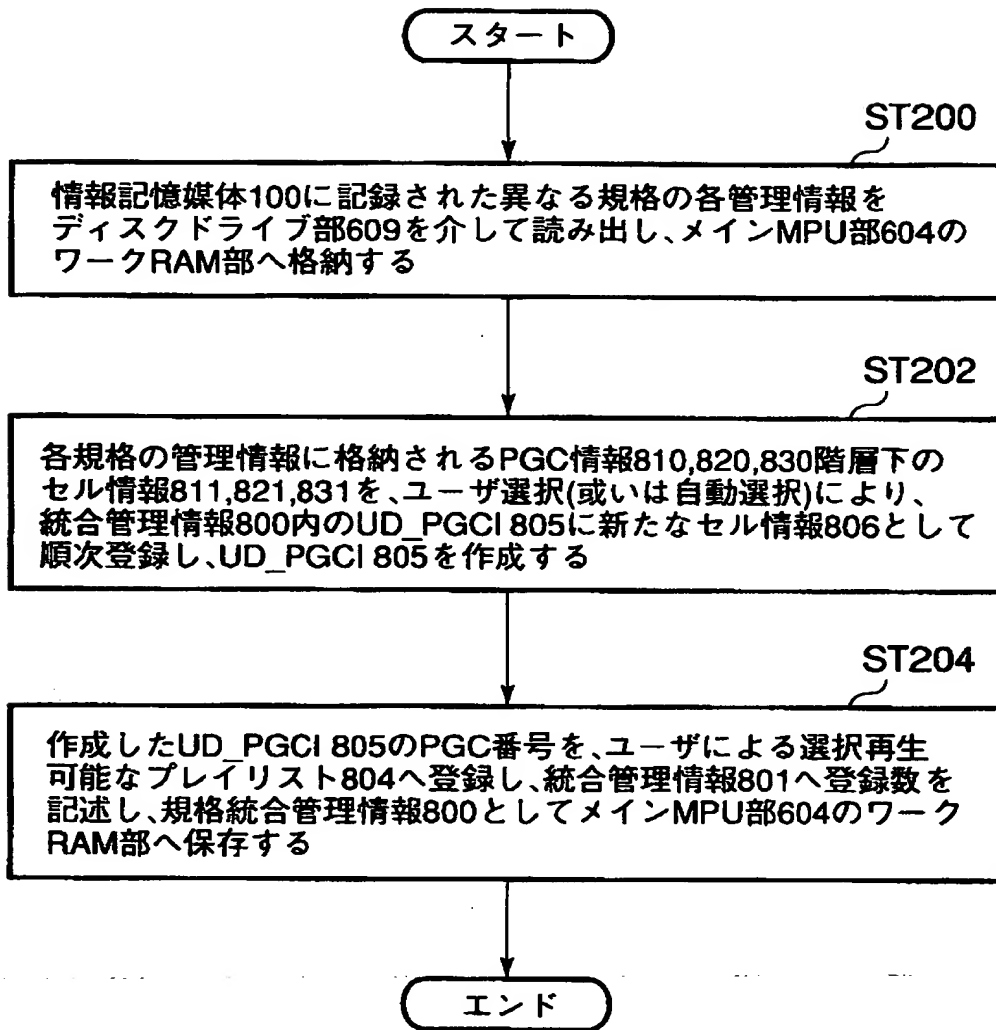 スタート
ST200
情報記憶媒体100に記録された異なる規格の各管理情報を
ディスクドライブ部609を介して読み出し、メインMPU部604の
ワークRAM部へ格納する
ST202
各規格の管理情報に格納されるPGC情報810,820,830階層下の
セル情報811,821,831を、ユーザ選択(或いは自動選択)により、
統合管理情報800内のUD_PGCI 805に新たなセル情報806として
順次登録し、UD_PGCI 805を作成する
ST204
作成したUD_PGCI 805のPGC番号を、ユーザによる選択再生
可能なプレイリスト804へ登録し、統合管理情報801へ登録数を
記述し、規格統合管理情報800としてメインMPU部604のワーク
RAM部へ保存する
エンド